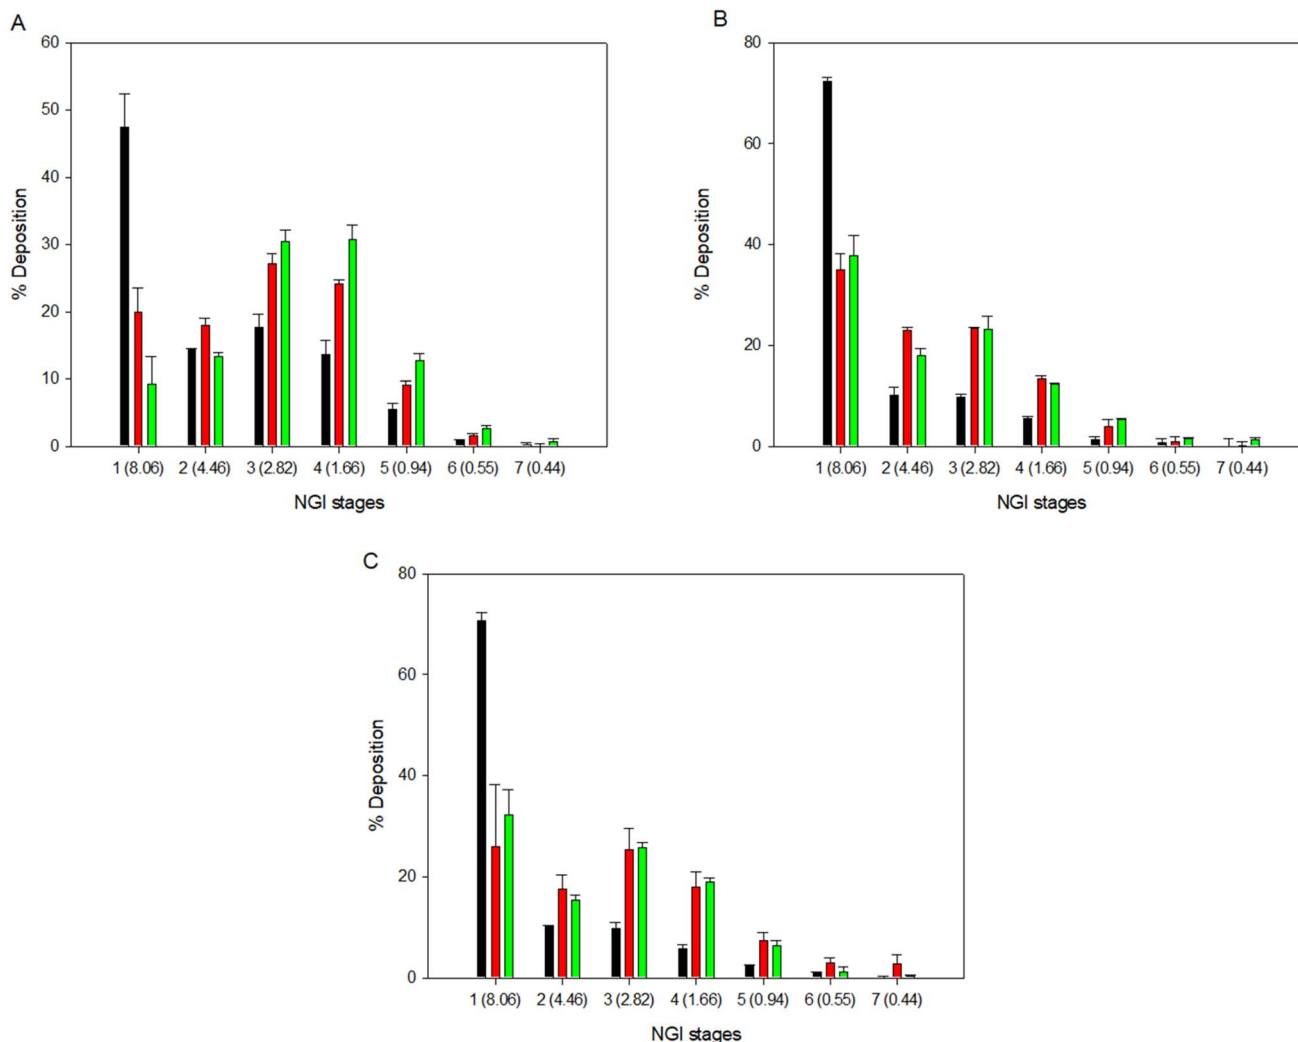 A
60
50
40
30
20
10
0
% Deposition
1 (8.06) 2 (4.46) 3 (2.82) 4 (1.66) 5 (0.94) 6 (0.55) 7 (0.44)
NGI stages
B
80
60
40
20
0
% Deposition
1 (8.06) 2 (4.46) 3 (2.82) 4 (1.66) 5 (0.94) 6 (0.55) 7 (0.44)
NGI stages
C
80
60
40
20
0
% Deposition
1 (8.06) 2 (4.46) 3 (2.82) 4 (1.66) 5 (0.94) 6 (0.55) 7 (0.44)
NGI stages